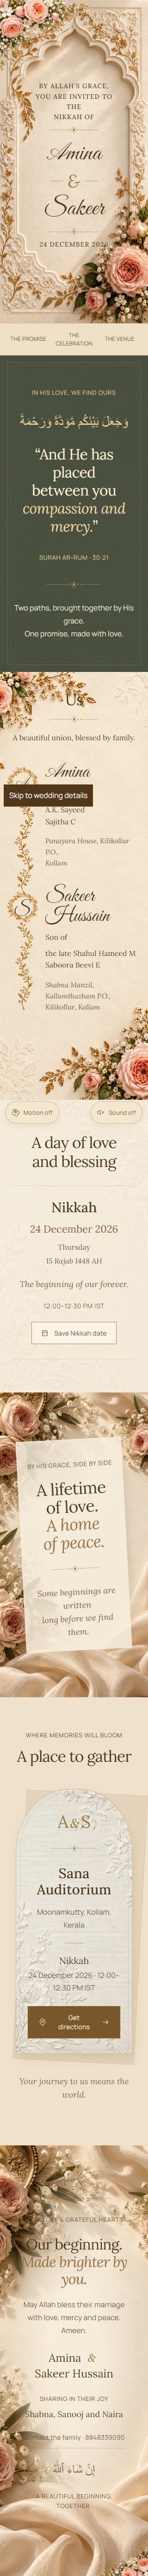 BY ALLAH'S GRACE,
YOU ARE INVITED TO
THE
NIKKAH OF
Amina
&
Sakeer
24 DECEMBER 2026
THE PROMISE
THE
CELEBRATION
THE VENUE
IN HIS LOVE, WE FIND OURS
وَجَعَلَ بَيْنَكُم مَّوَدَّةً وَرَحْمَةً
“And He has
placed
between you
compassion and
mercy.”
SURAH AR-RUM · 30:21
Two paths, brought together by His
grace.
One promise, made with love.
Us
A beautiful union, blessed by family.
Amina
Skip to wedding details
A.K. Sayeed
Sajitha C
Panayara House, Kilikollur
P.O.,
Kollam
S
Sakeer
Hussain
Son of
the late Shahul Hameed M
Saboora Beevi E
Shabna Manzil,
Kallumthazham P.O.,
Kilikollur, Kollam
Motion off
Sound off
A day of love
and blessing
Nikkah
24 December 2026
Thursday
15 Rajab 1448 AH
The beginning of our forever.
12:00–12:30 PM IST
Save Nikkah date
BY HIS GRACE, SIDE BY SIDE
A lifetime
of love.
A home
of peace.
Some beginnings are
written
long before we find
them.
WHERE MEMORIES WILL BLOOM
A place to gather
A&S
Sana
Auditorium
Moonamkutty, Kollam,
Kerala
Nikkah
24 December 2026 · 12:00–
12:30 PM IST
Get
directions
Your journey to us means the
world.
& GRATEFUL HEARTS
Our beginning.
Made brighter by
you.
May Allah bless their marriage
with love, mercy and peace.
Ameen.
Amina &
Sakeer Hussain
SHARING IN THEIR JOY
Shabna, Sanooj and Naira
the family · 8848339090
إِنْ شَاءَ ٱللَّٰهُ
A BEAUTIFUL BEGINNING,
TOGETHER